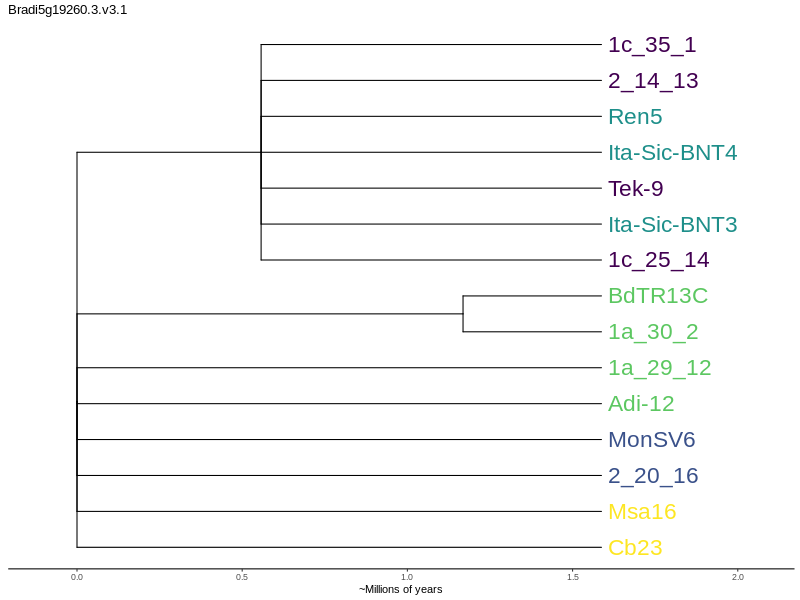 Bradi5g19260.3.v3.1
1c_35_1
2_14_13
Ren5
Ita-Sic-BNT4
Tek-9
Ita-Sic-BNT3
1c_25_14
BdTR13C
1a_30_2
1a_29_12
Adi-12
MonSV6
2_20_16
Msa16
Cb23
0.0 0.5 1.0 1.5 2.0
~Millions of years